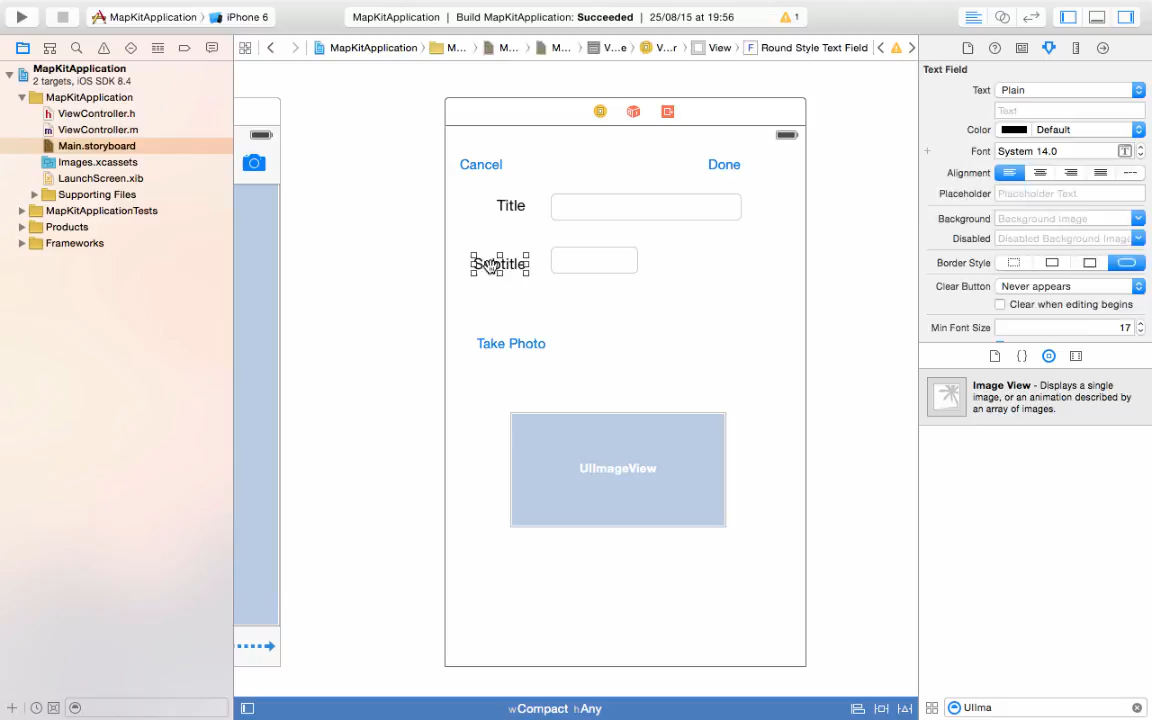 MapKitApplication
iPhone 6
MapKitApplication
Build MapKitApplication: Succeeded
25/08/15 at 19:56
1
MapKitApplication
M...
M...
M...
V...e
V...r
View
F
Round Style Text Field
MapKitApplication
2 targets, iOS SDK 8.4
MapKitApplication
ViewController.h
ViewController.m
Main.storyboard
Images.xcassets
LaunchScreen.xib
Supporting Files
MapKitApplicationTests
Products
Frameworks
Cancel
Done
Title
Take Photo
UIImageView
wCompact hAny
Text Field
Text
Plain
Text
Color
Default
Font
System 14.0
T
Alignment
Placeholder
Placeholder Text
Background
Background Image
Disabled
Disabled Background Imag
Border Style
Clear Button
Never appears
Clear when editing begins
Min Font Size
17
Image View - Displays a single
image, or an animation described by
an array of images.
UIIma